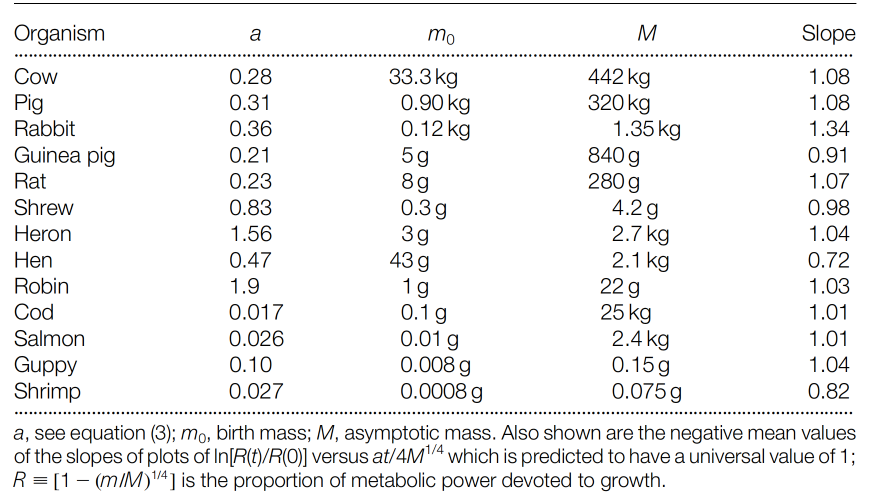 Organism a m0 M Slope
Cow 0.28 33.3 kg 442 kg 1.08
Pig 0.31 0.90 kg 320 kg 1.08
Rabbit 0.36 0.12 kg 1.35 kg 1.34
Guinea pig 0.21 5 g 840 g 0.91
Rat 0.23 8 g 280 g 1.07
Shrew 0.83 0.3 g 4.2 g 0.98
Heron 1.56 3 g 2.7 kg 1.04
Hen 0.47 43 g 2.1 kg 0.72
Robin 1.9 1 g 22 g 1.03
Cod 0.017 0.1 g 25 kg 1.01
Salmon 0.026 0.01 g 2.4 kg 1.01
Guppy 0.10 0.008 g 0.15 g 1.04
Shrimp 0.027 0.0008 g 0.075 g 0.82
a, see equation (3); m0, birth mass; M, asymptotic mass. Also shown are the negative mean values
of the slopes of plots of ln[R(t)/R(0)] versus at/4M^1/4 which is predicted to have a universal value of 1;
R ≡ [1 − (m/M)^1/4] is the proportion of metabolic power devoted to growth.